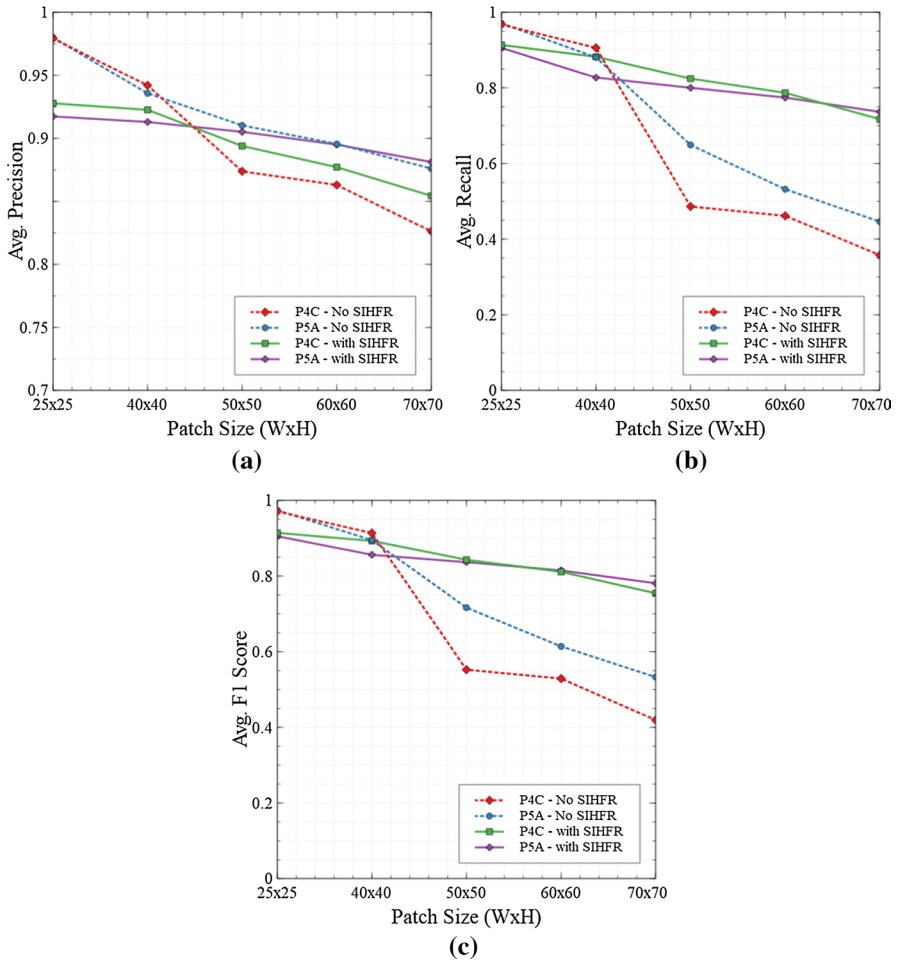 1
0.95
0.9
0.8
0.75
0.7
Avg. Precision
P4C - No SIHFR
P5A - No SIHFR
P4C - with SIHFR
P5A - with SIHFR
25x25 40x40 50x50 60x60 70x70
Patch Size (WxH)
(a)
1
0.8
0.6
0.4
0.2
0
Avg. Recall
P4C - No SIHFR
P5A - No SIHFR
P4C - with SIHFR
P5A - with SIHFR
25x25 40x40 50x50 60x60 70x70
Patch Size (WxH)
(b)
1
0.8
0.6
0.4
0.2
0
Avg. F1 Score
P4C - No SIHFR
P5A - No SIHFR
P4C - with SIHFR
P5A - with SIHFR
25x25 40x40 50x50 60x60 70x70
Patch Size (WxH)
(c)